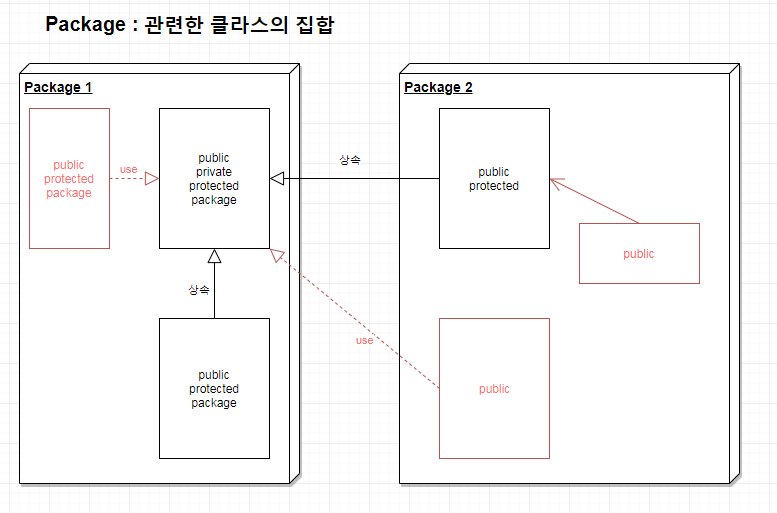 Package : 관련한 클라스의 집합
Package 1
public
protected
package
use
public
private
protected
package
상속
public
protected
package
상속
Package 2
public
protected
public
use
public